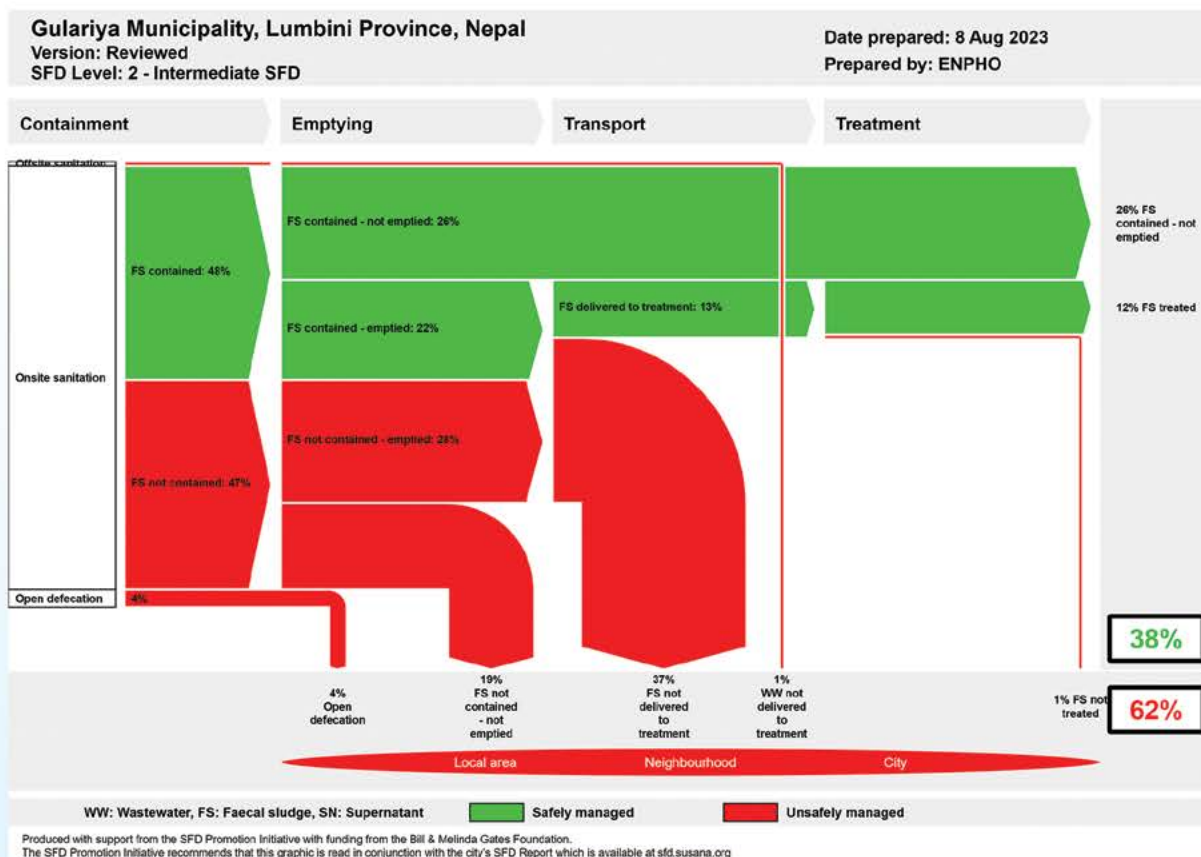 Gulariya Municipality, Lumbini Province, Nepal
Version: Reviewed
SFD Level: 2 - Intermediate SFD
Date prepared: 8 Aug 2023
Prepared by: ENPHO
Containment
Emptying
Transport
Treatment
Offsite sanitation
FS contained - not emptied: 26%
26% FS
contained - not
emptied
FS contained: 48%
FS delivered to treatment: 13%
12% FS treated
FS contained - emptied: 22%
Onsite sanitation
FS not contained - emptied: 28%
FS not contained: 47%
Open defecation
4%
38%
4%
Open
defecation
19%
FS not
contained
- not
emptied
37%
FS not
delivered
to
treatment
1%
WW not
delivered
to
treatment
1% FS not
treated
62%
Local area
Neighbourhood
City
WW: Wastewater, FS: Faecal sludge, SN: Supernatant
Safely managed
Unsafely managed
Produced with support from the SFD Promotion Initiative with funding from the Bill & Melinda Gates Foundation.
The SFD Promotion Initiative recommends that this graphic is read in conjunction with the city's SFD Report which is available at sfd.susana.org